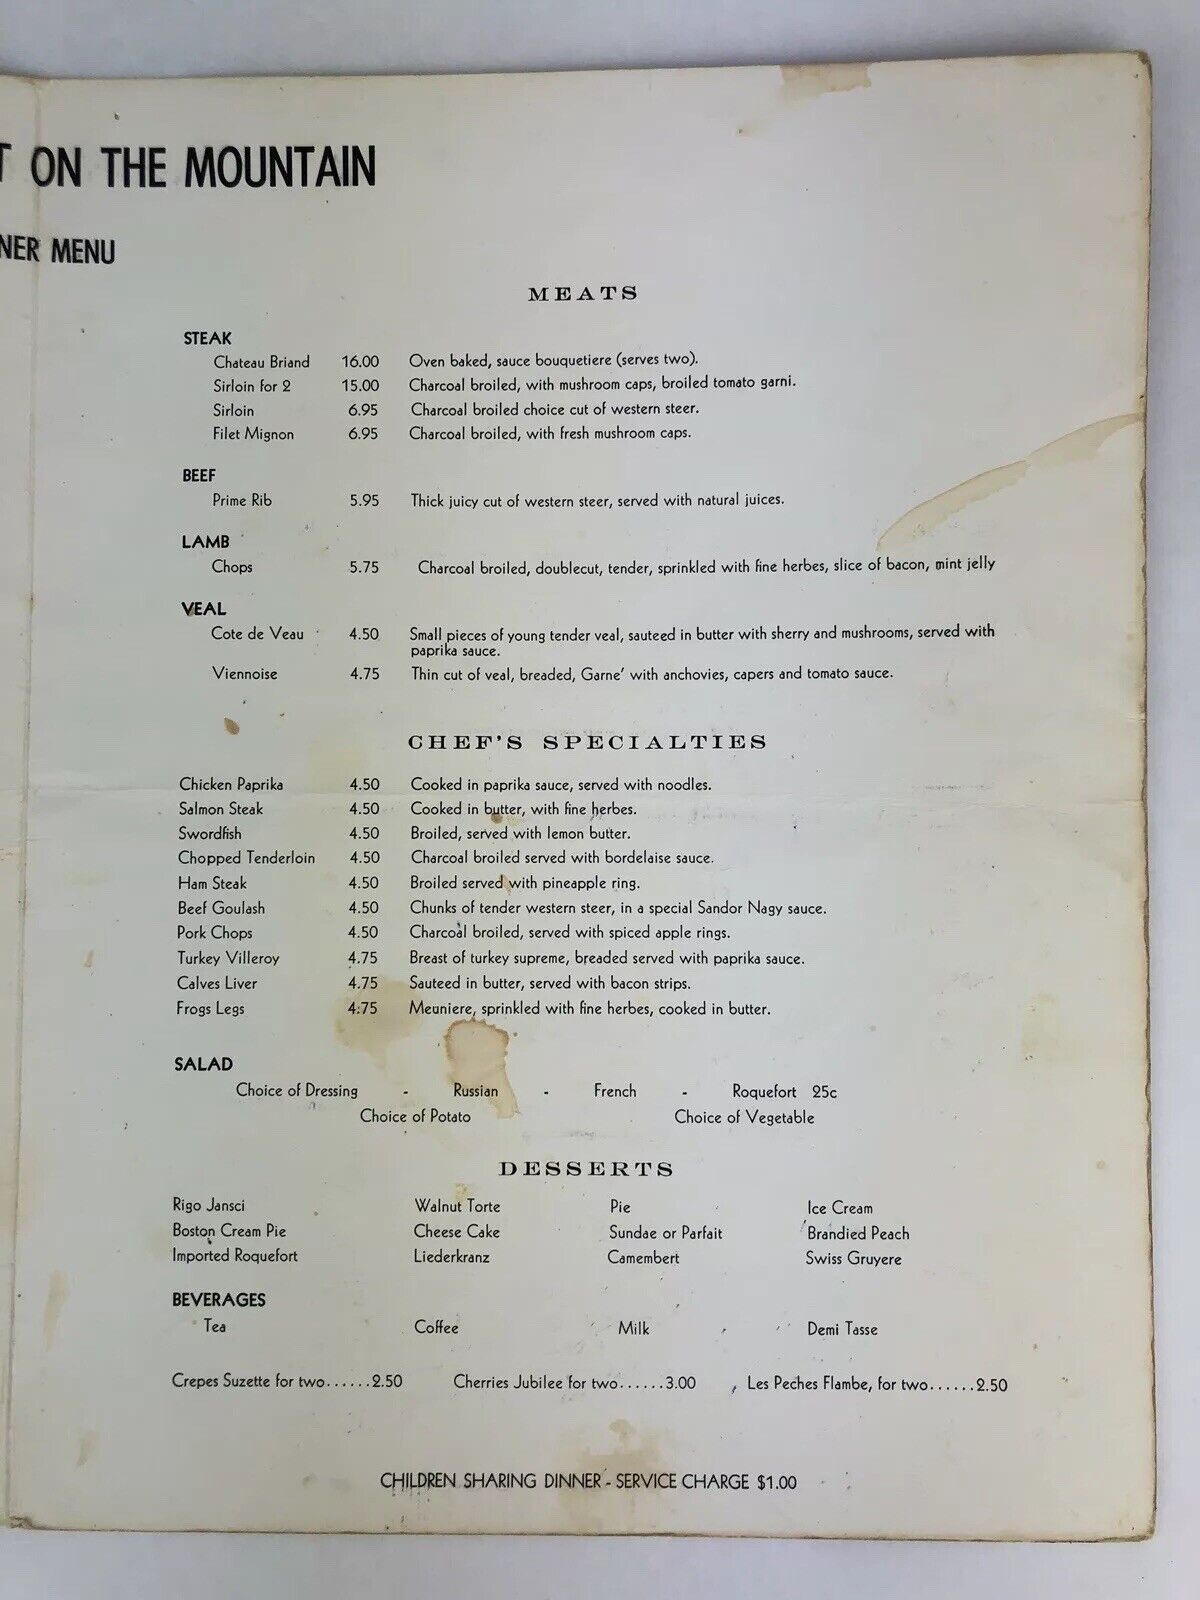 T ON THE MOUNTAIN
NER MENU
MEATS
STEAK
Chateau Briand 16.00 Oven baked, sauce bouquetiere (serves two).
Sirloin for 2 15.00 Charcoal broiled, with mushroom caps, broiled tomato garni.
Sirloin 6.95 Charcoal broiled choice cut of western steer.
Filet Mignon 6.95 Charcoal broiled, with fresh mushroom caps.
BEEF
Prime Rib 5.95 Thick juicy cut of western steer, served with natural juices.
LAMB
Chops 5.75 Charcoal broiled, doublecut, tender, sprinkled with fine herbes, slice of bacon, mint jelly
VEAL
Cote de Veau 4.50 Small pieces of young tender veal, sauteed in butter with sherry and mushrooms, served with
paprika sauce.
Viennoise 4.75 Thin cut of veal, breaded, Garne' with anchovies, capers and tomato sauce.
CHEF'S SPECIALTIES
Chicken Paprika 4.50 Cooked in paprika sauce, served with noodles.
Salmon Steak 4.50 Cooked in butter, with fine herbes.
Swordfish 4.50 Broiled, served with lemon butter.
Chopped Tenderloin 4.50 Charcoal broiled served with bordelaise sauce.
Ham Steak 4.50 Broiled served with pineapple ring.
Beef Goulash 4.50 Chunks of tender western steer, in a special Sandor Nagy sauce.
Pork Chops 4.50 Charcoal broiled, served with spiced apple rings.
Turkey Villeroy 4.75 Breast of turkey supreme, breaded served with paprika sauce.
Calves Liver 4.75 Sauteed in butter, served with bacon strips.
Frogs Legs 4.75 Meuniere, sprinkled with fine herbes, cooked in butter.
SALAD
Choice of Dressing - Russian - French - Roquefort 25c
Choice of Potato Choice of Vegetable
DESSERTS
Rigo Jansci Walnut Torte Pie Ice Cream
Boston Cream Pie Cheese Cake Sundae or Parfait Brandied Peach
Imported Roquefort Liederkranz Camembert Swiss Gruyere
BEVERAGES
Tea Coffee Milk Demi Tasse
Crepes Suzette for two......2.50 Cherries Jubilee for two......3.00 Les Peches Flambe, for two......2.50
CHILDREN SHARING DINNER - SERVICE CHARGE $1.00